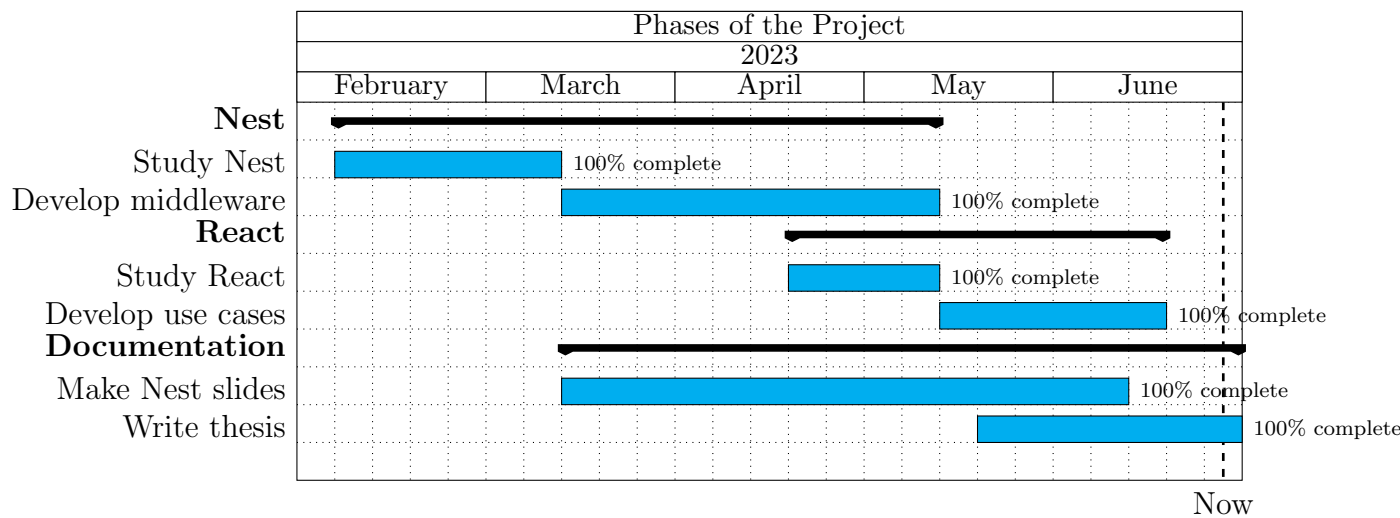 Phases of the Project
2023
February March April May June
Nest
Study Nest 100% complete
Develop middleware 100% complete
React
Study React 100% complete
Develop use cases 100% complete
Documentation
Make Nest slides 100% complete
Write thesis 100% complete
Now